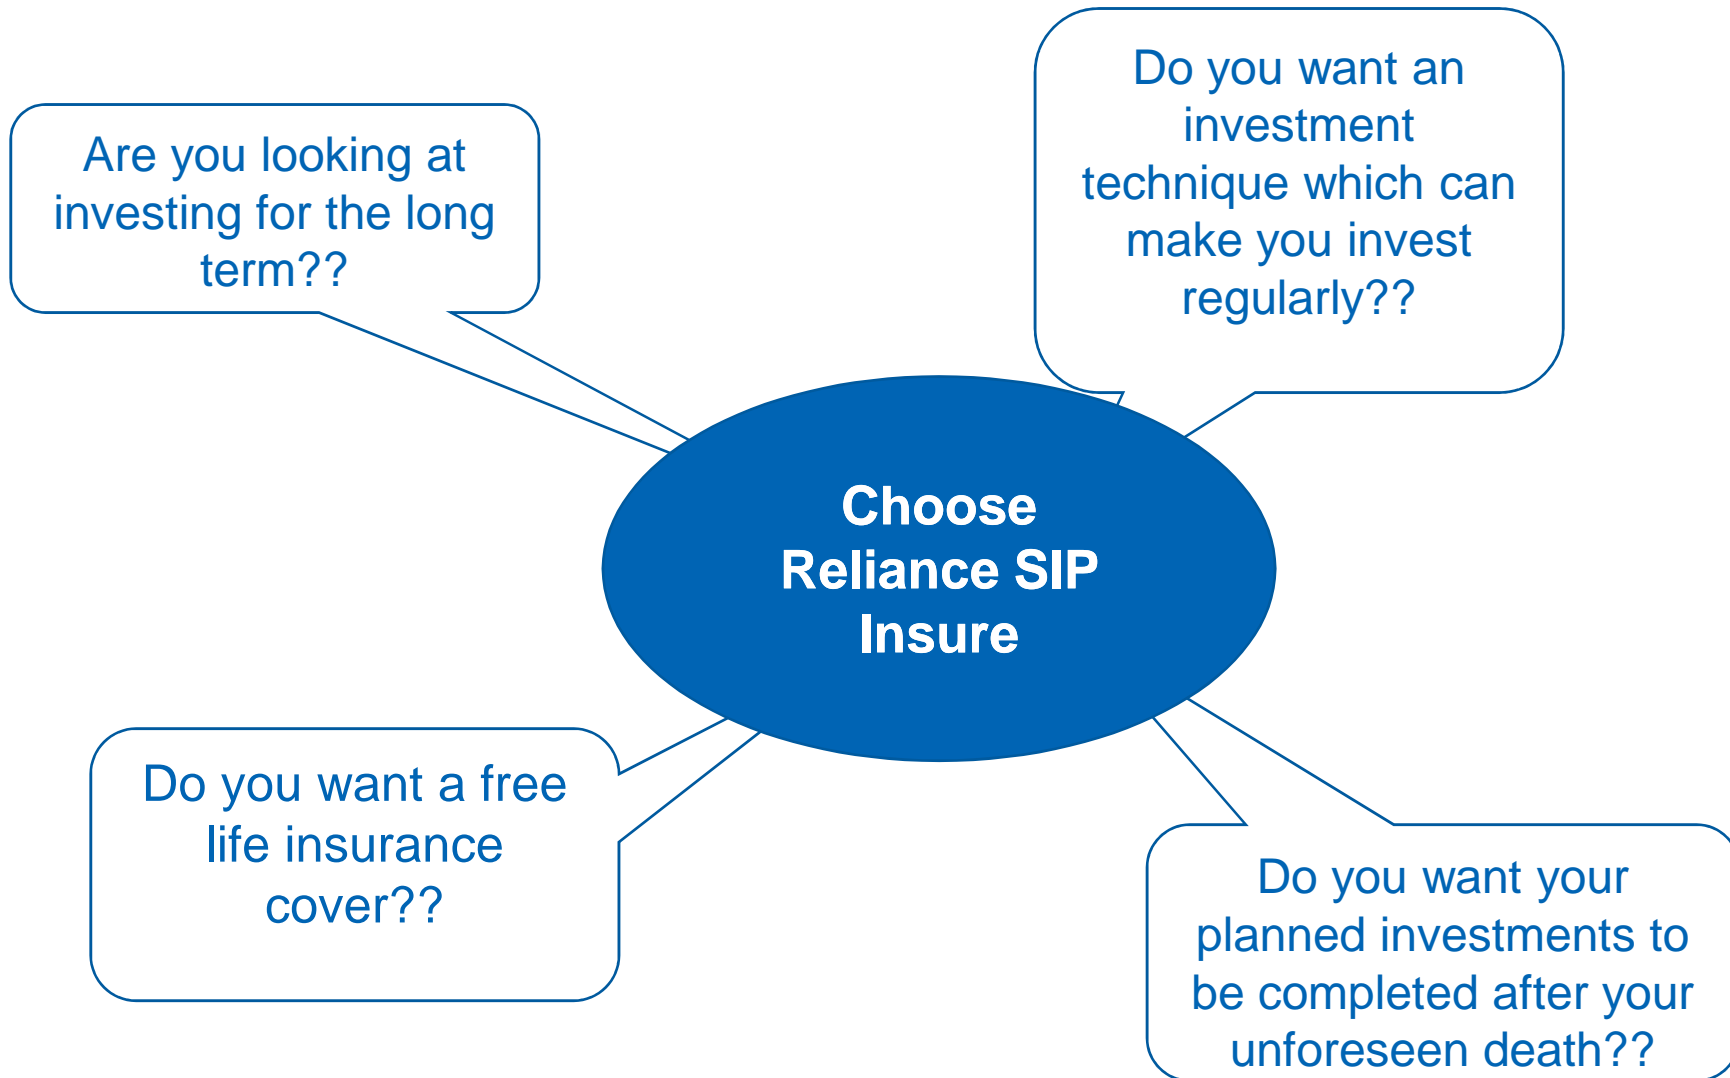 Are you looking at
investing for the long
term??
Do you want an
investment
technique which can
make you invest
regularly??
Choose
Reliance SIP
Insure
Do you want a free
life insurance
cover??
Do you want your
planned investments to
be completed after your
unforeseen death??